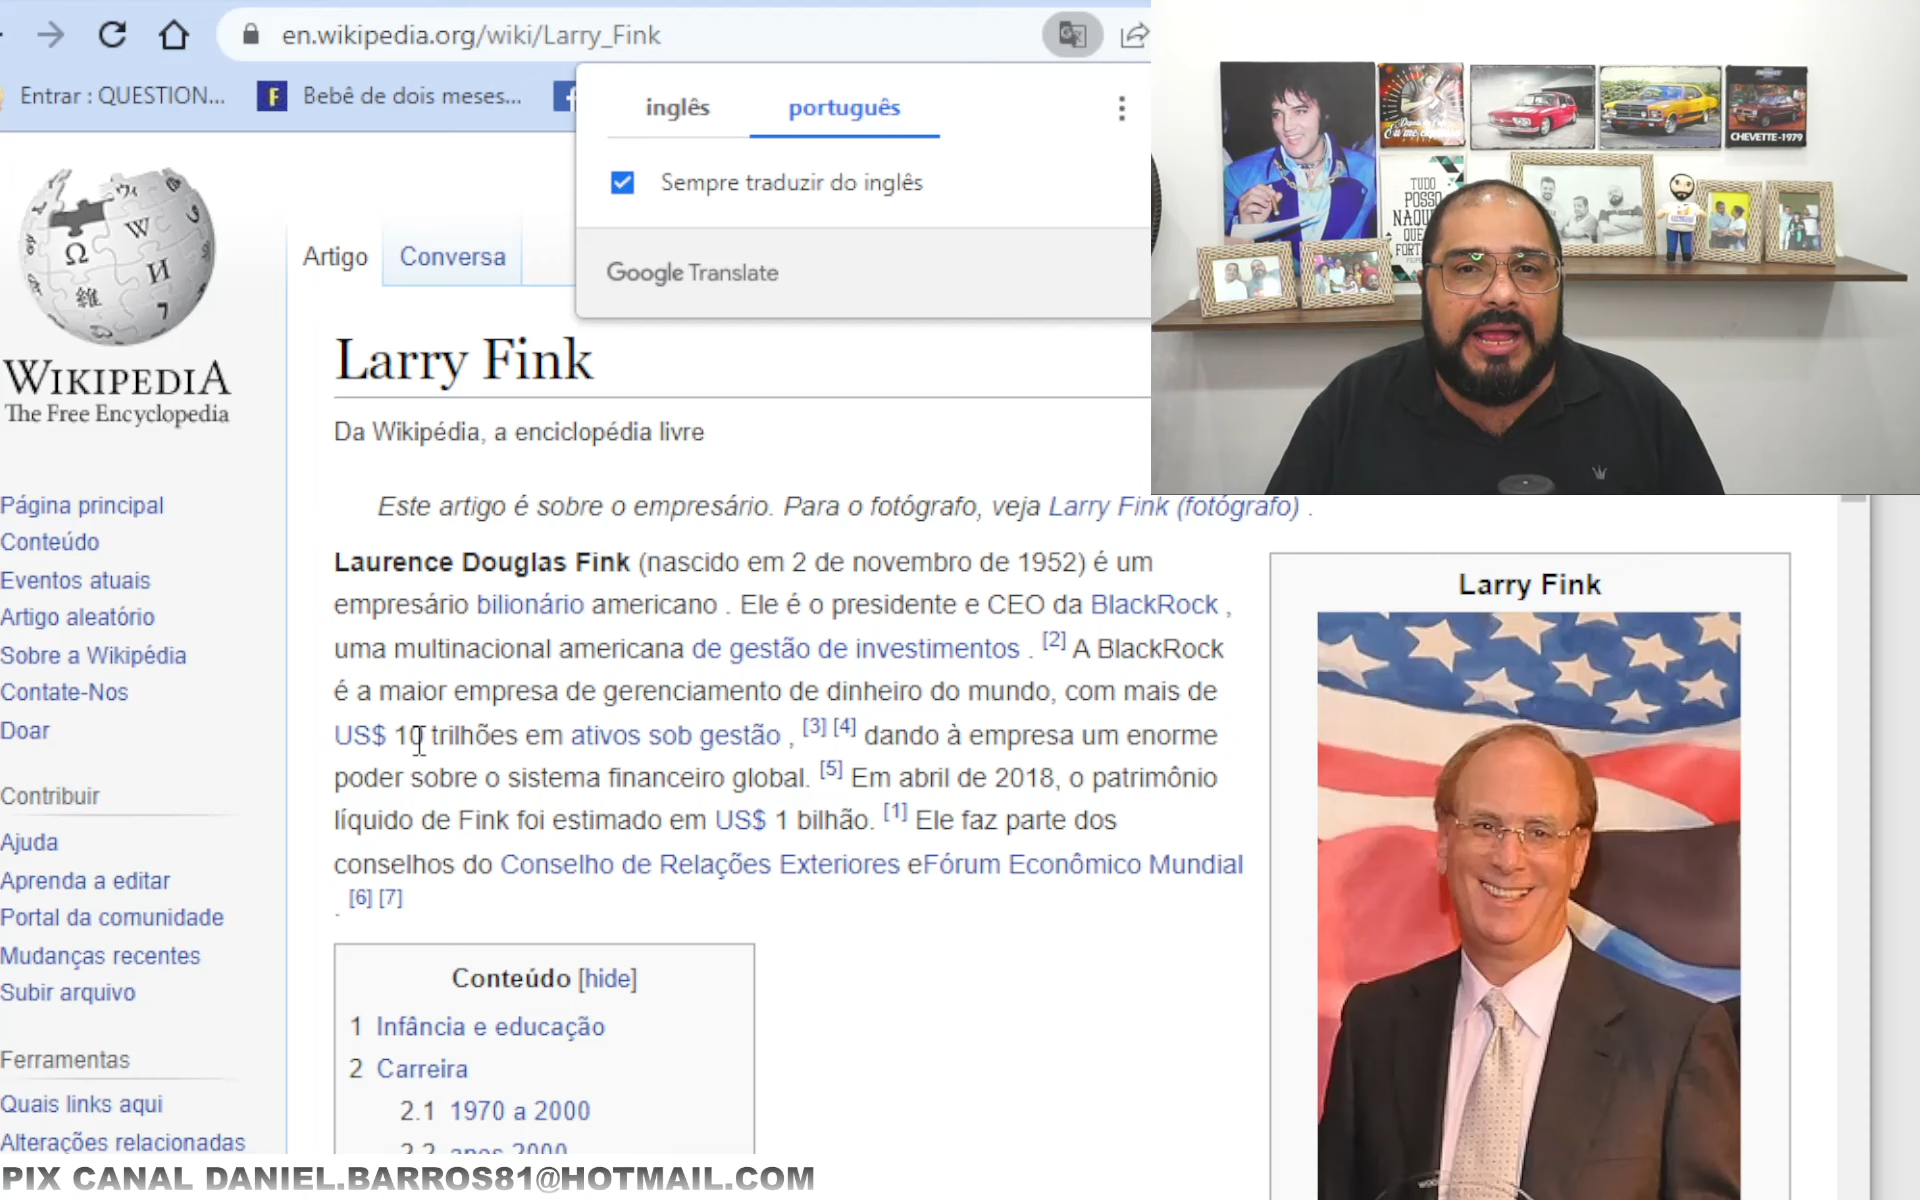 en.wikipedia.org/wiki/Larry_Fink
Entrar : QUESTION...
F
Bebê de dois meses...
inglês
português
Sempre traduzir do inglês
Google Translate
CHEVETTE-1979
TUDO
POSSO
NAQUE
QUE
FORT
WIKIPEDIA
The Free Encyclopedia
Artigo
Conversa
Larry Fink
Da Wikipédia, a enciclopédia livre
Este artigo é sobre o empresário. Para o fotógrafo, veja Larry Fink (fotógrafo) .
Laurence Douglas Fink (nascido em 2 de novembro de 1952) é um
empresário bilionário americano . Ele é o presidente e CEO da BlackRock ,
uma multinacional americana de gestão de investimentos . [2] A BlackRock
é a maior empresa de gerenciamento de dinheiro do mundo, com mais de
US$ 10 trilhões em ativos sob gestão , [3] [4] dando à empresa um enorme
poder sobre o sistema financeiro global. [5] Em abril de 2018, o patrimônio
líquido de Fink foi estimado em US$ 1 bilhão. [1] Ele faz parte dos
conselhos do Conselho de Relações Exteriores eFórum Econômico Mundial
. [6] [7]
Larry Fink
Página principal
Conteúdo
Eventos atuais
Artigo aleatório
Sobre a Wikipédia
Contate-Nos
Doar
Contribuir
Ajuda
Aprenda a editar
Portal da comunidade
Mudanças recentes
Subir arquivo
Ferramentas
Quais links aqui
Alterações relacionadas
Conteúdo [hide]
1 Infância e educação
2 Carreira
2.1 1970 a 2000
2.2 anos 2000
PIX CANAL DANIEL.BARROS81@HOTMAIL.COM